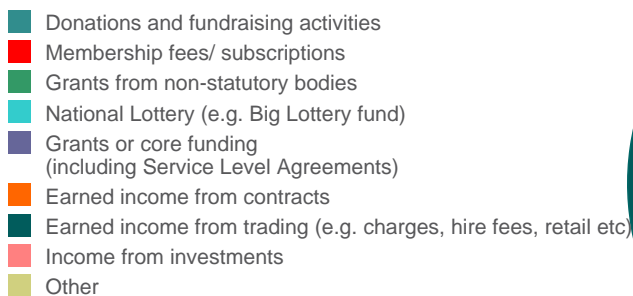 Donations and fundraising activities
Membership fees/ subscriptions
Grants from non-statutory bodies
National Lottery (e.g. Big Lottery fund)
Grants or core funding
(including Service Level Agreements)
Earned income from contracts
Earned income from trading (e.g. charges, hire fees, retail etc)
Income from investments
Other